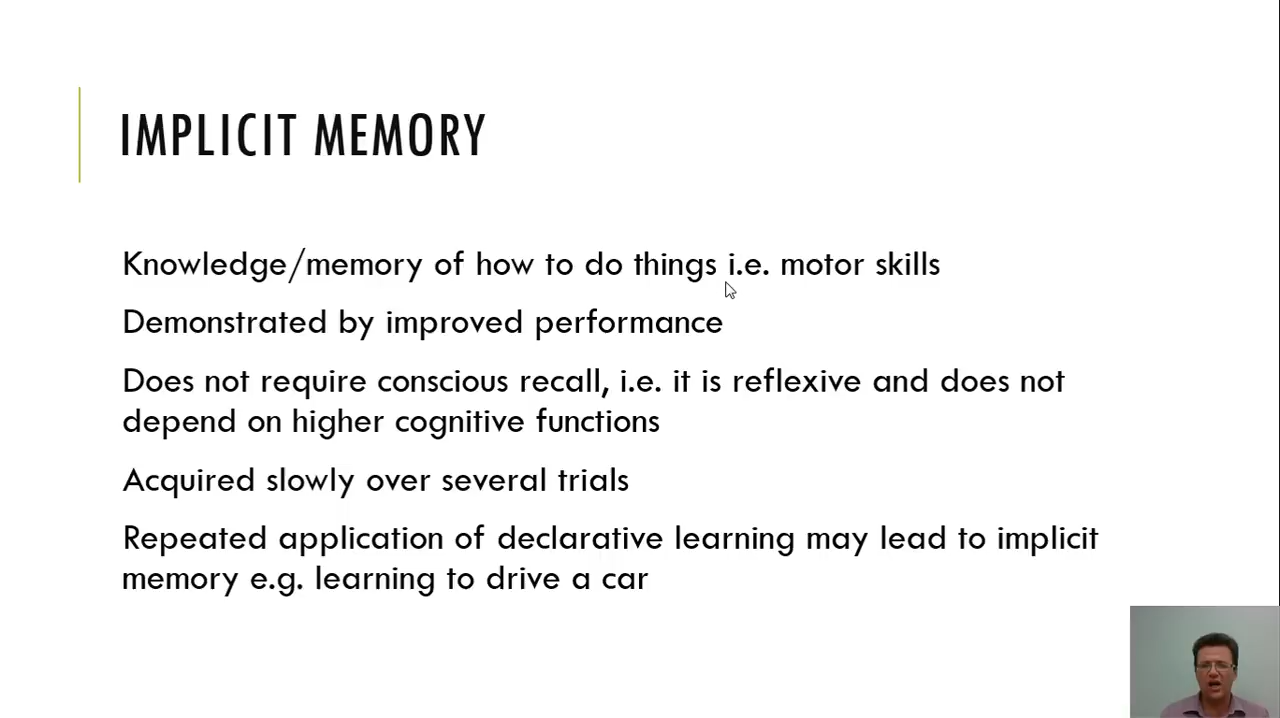 IMPLICIT MEMORY
Knowledge/memory of how to do things i.e. motor skills
Demonstrated by improved performance
Does not require conscious recall, i.e. it is reflexive and does not
depend on higher cognitive functions
Acquired slowly over several trials
Repeated application of declarative learning may lead to implicit
memory e.g. learning to drive a car